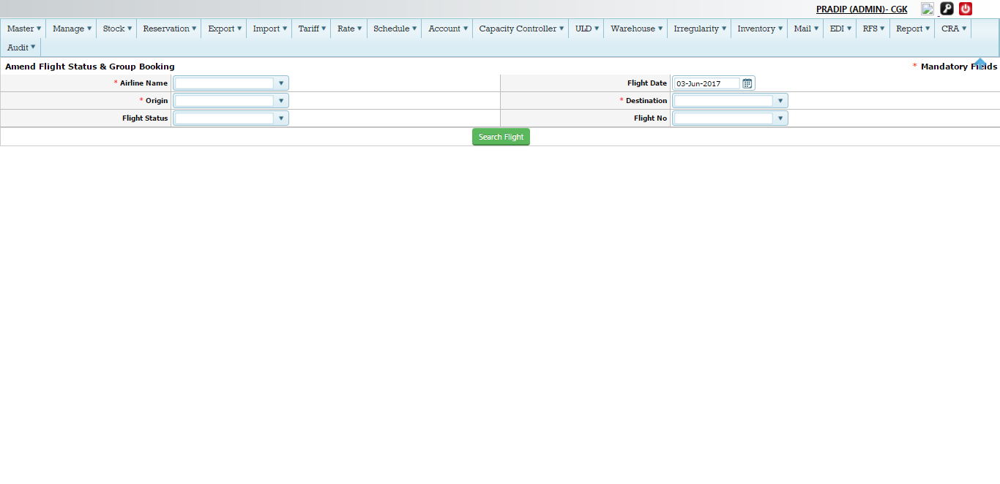 PRADIP (ADMIN)- CGK
Master Manage Stock Reservation Export Import Tariff Rate Schedule Account Capacity Controller ULD Warehouse Irregularity Inventory Mail EDI RFS Report CRA
Audit
Amend Flight Status & Group Booking * Mandatory Fields
* Airline Name Flight Date 03-Jun-2017
* Origin * Destination
Flight Status Flight No
Search Flight